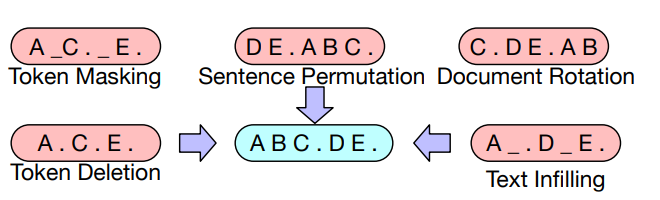 A _ C . _ E .
D E . A B C .
C . D E . A B
Token Masking
Sentence Permutation
Document Rotation
A . C . E .
A B C . D E .
A _ . D _ E .
Token Deletion
Text Infilling